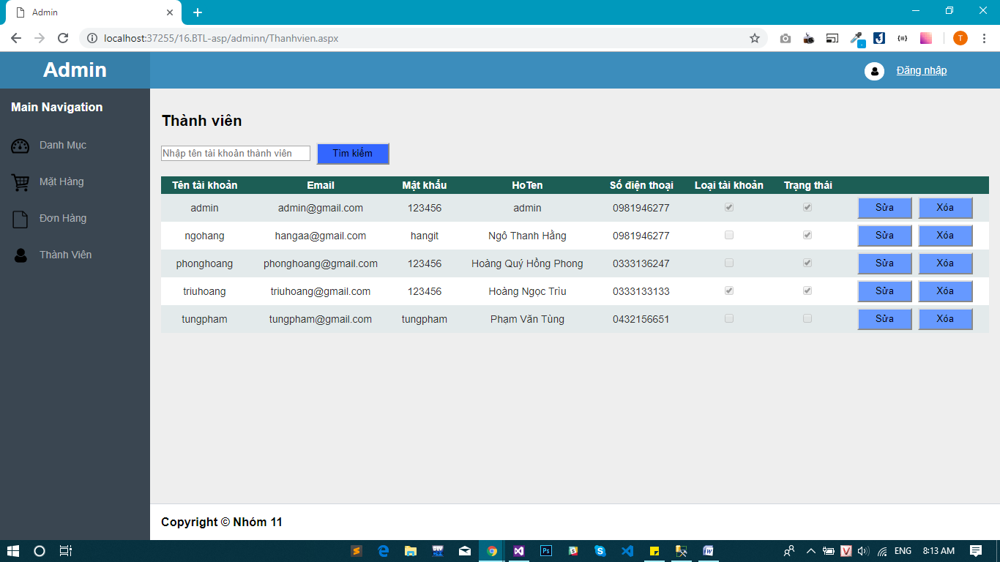 Admin
localhost:37255/16.BTL-asp/adminn/Thanhvien.aspx
T
Admin
Đăng nhập
Main Navigation
Danh Mục
Mặt Hàng
Đơn Hàng
Thành Viên
Thành viên
Nhập tên tài khoản thành viên
Tìm kiếm
Tên tài khoản Email Mật khẩu HoTen Số điện thoại Loại tài khoản Trạng thái
admin admin@gmail.com 123456 admin 0981946277 Sửa Xóa
ngohang hangaa@gmail.com hangit Ngô Thanh Hằng 0981946277 Sửa Xóa
phonghoang phonghoang@gmail.com 123456 Hoàng Quý Hồng Phong 0333136247 Sửa Xóa
triuhoang triuhoang@gmail.com 123456 Hoàng Ngọc Trìu 0333133133 Sửa Xóa
tungpham tungpham@gmail.com tungpham Phạm Văn Tùng 0432156651 Sửa Xóa
Copyright © Nhóm 11
ENG 8:13 AM